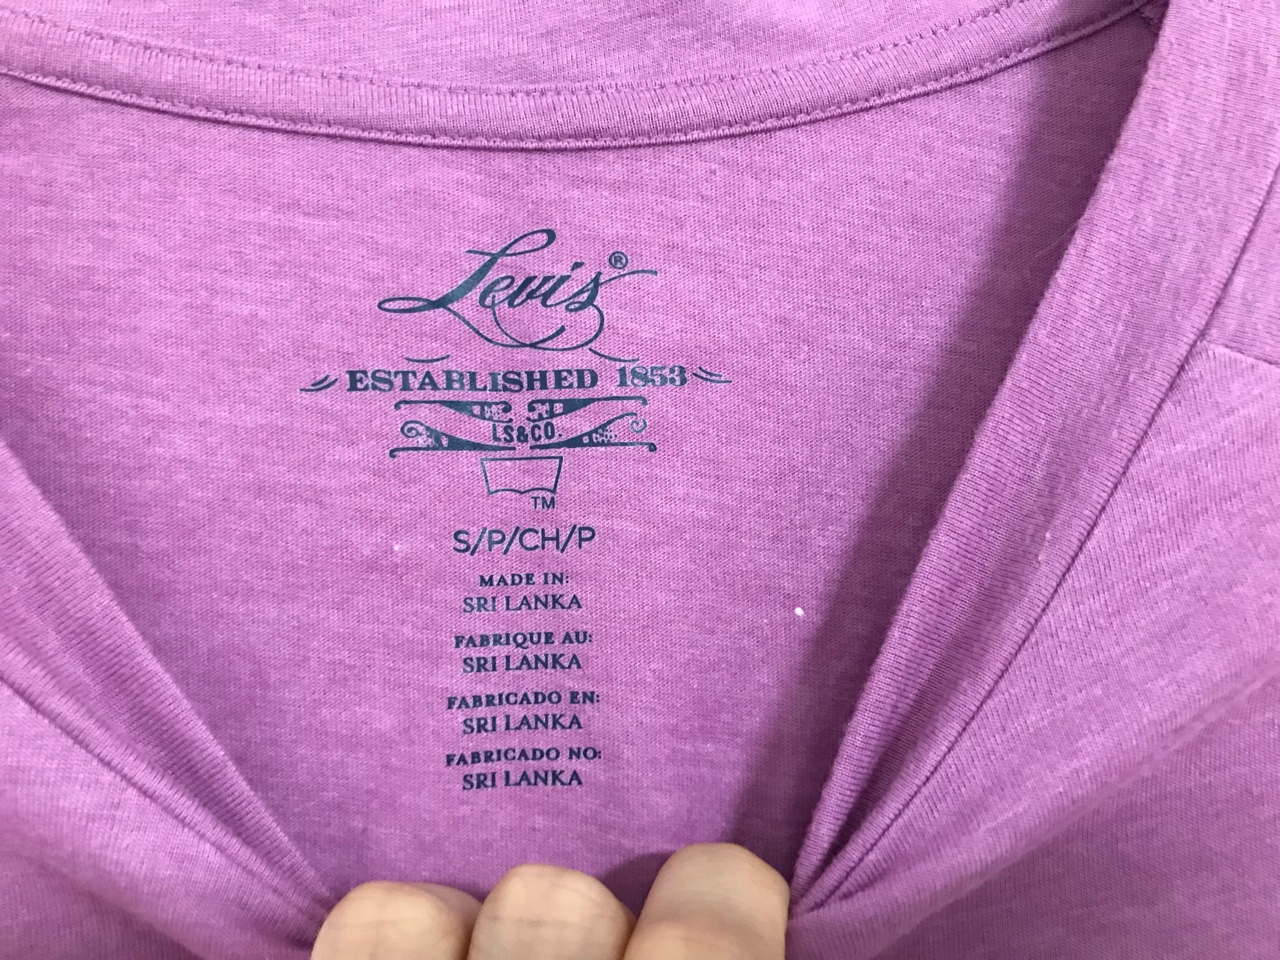 Levi's®
ESTABLISHED 1853
LS&CO.
TM
S/P/CH/P
MADE IN:
SRI LANKA
FABRIQUE AU:
SRI LANKA
FABRICADO EN:
SRI LANKA
FABRICADO NO:
SRI LANKA